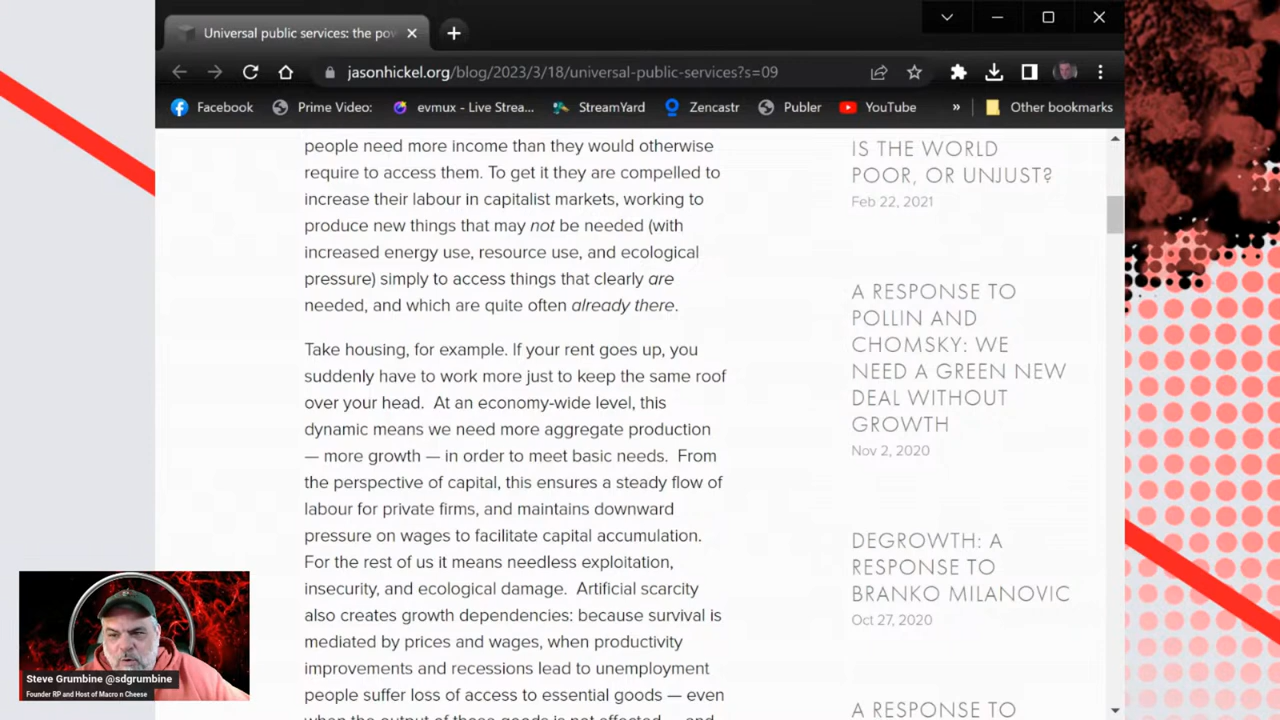 Universal public services: the pov
jasonhickel.org/blog/2023/3/18/universal-public-services?s=09
Facebook
Prime Video:
evmux - Live Strea...
StreamYard
Zencastr
Publer
YouTube
»
Other bookmarks
people need more income than they would otherwise
require to access them. To get it they are compelled to
increase their labour in capitalist markets, working to
produce new things that may not be needed (with
increased energy use, resource use, and ecological
pressure) simply to access things that clearly are
needed, and which are quite often already there.
Take housing, for example. If your rent goes up, you
suddenly have to work more just to keep the same roof
over your head. At an economy-wide level, this
dynamic means we need more aggregate production
— more growth — in order to meet basic needs. From
the perspective of capital, this ensures a steady flow of
labour for private firms, and maintains downward
pressure on wages to facilitate capital accumulation.
For the rest of us it means needless exploitation,
insecurity, and ecological damage. Artificial scarcity
also creates growth dependencies: because survival is
mediated by prices and wages, when productivity
improvements and recessions lead to unemployment
people suffer loss of access to essential goods — even
when the output of those goods is not affected — and
IS THE WORLD
POOR, OR UNJUST?
Feb 22, 2021
A RESPONSE TO
POLLIN AND
CHOMSKY: WE
NEED A GREEN NEW
DEAL WITHOUT
GROWTH
Nov 2, 2020
DEGROWTH: A
RESPONSE TO
BRANKO MILANOVIC
Oct 27, 2020
A RESPONSE TO
Steve Grumbine @sdgrumbine
Founder RP and Host of Macro n Cheese